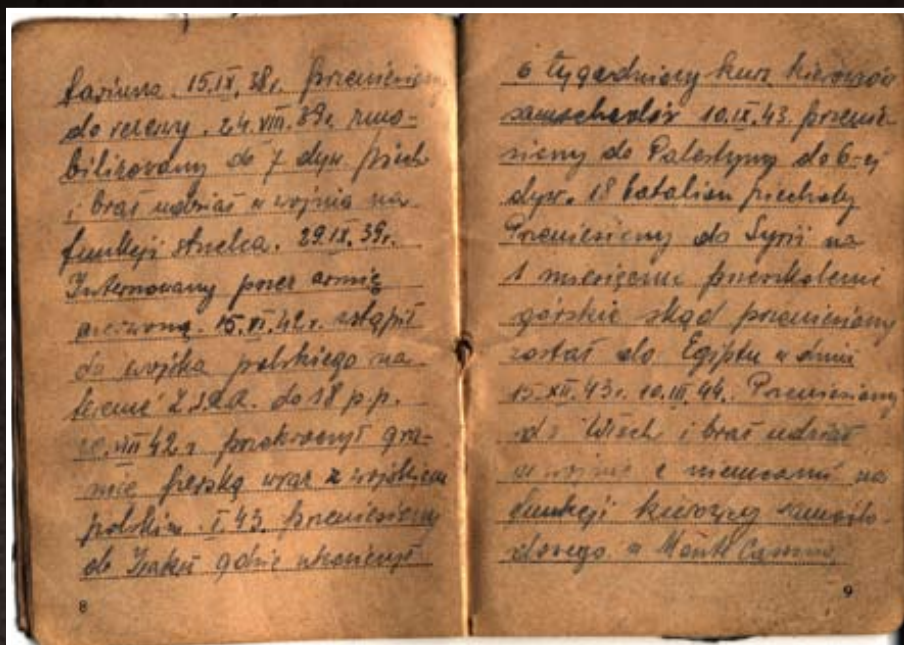 15.IX.38r. przeniesiony
do rezerwy. 24.VIII.39r. zmo-
bilizowany do 7 dyw. piech
i brał udział w wojnie na
funkcji strzelca. 29.IX.39r.
Internowany przez armię
czerwoną. 15.VI.42r. wstąpił
do wojska polskiego na
terenie Z.S.R.R. do 18 p.p.
VIII 42r przekroczył gra-
nicę perską wraz z wojskiem
polskim. I.43. przeniesiony
do Iraku gdzie ukończył
8
6 tygodniowy kurs kierowców
samochodów 10.IX.43. przenie-
siony do Palestyny do 6-ej
dyw. 18 batalion piechoty
Przeniesiony do Syrii na
1 miesięczne przeszkoleni
górskie skąd przeniesiony
został do Egiptu w dniu
15.XII.43r. 10.III.44. Przeniesiony
do Włoch i brał udział
w wojnie z niemcami na
funkcji kierowcy samocho-
dowego w Monte Cassino
9